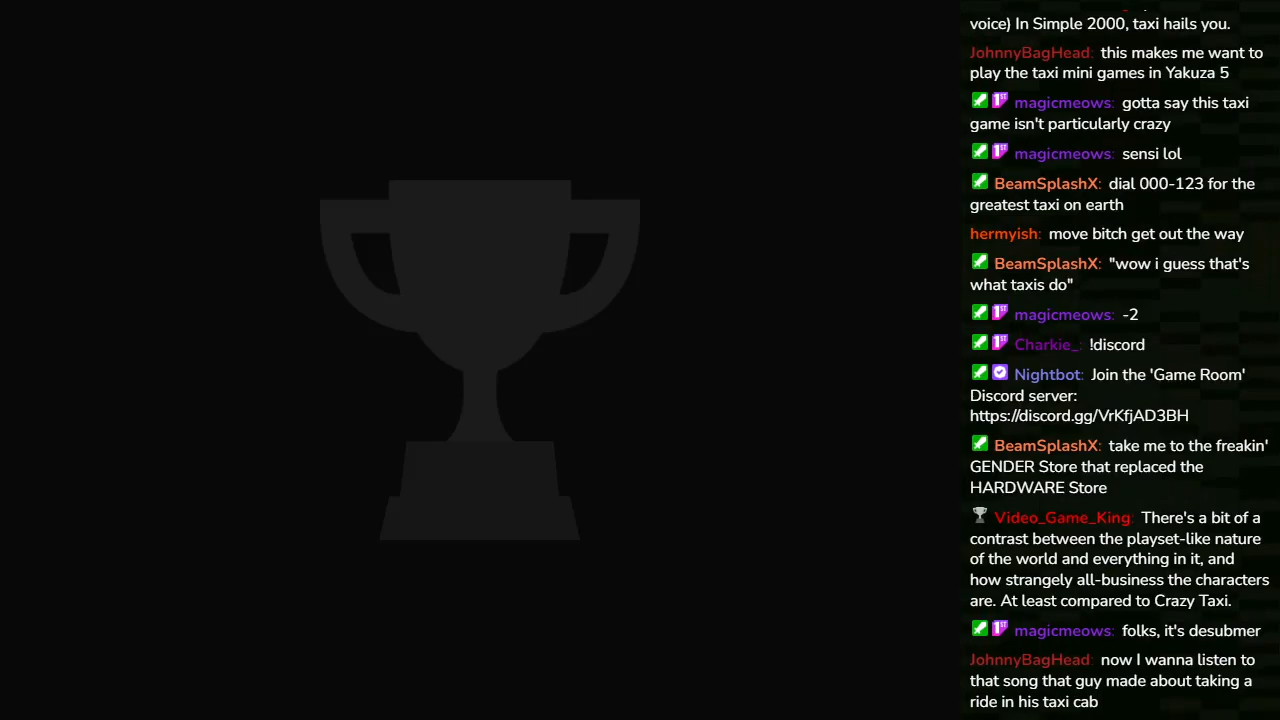 voice) In Simple 2000, taxi hails you.
JohnnyBagHead: this makes me want to
play the taxi mini games in Yakuza 5
magicmeows: gotta say this taxi
game isn't particularly crazy
magicmeows: sensi lol
BeamSplashX: dial 000-123 for the
greatest taxi on earth
hermyish: move bitch get out the way
BeamSplashX: "wow i guess that's
what taxis do"
magicmeows: -2
Charkie_: !discord
Nightbot: Join the 'Game Room'
Discord server:
https://discord.gg/VrKfjAD3BH
BeamSplashX: take me to the freakin'
GENDER Store that replaced the
HARDWARE Store
Video_Game_King: There's a bit of a
contrast between the playset-like nature
of the world and everything in it, and
how strangely all-business the characters
are. At least compared to Crazy Taxi.
magicmeows: folks, it's desubmer
JohnnyBagHead: now I wanna listen to
that song that guy made about taking a
ride in his taxi cab